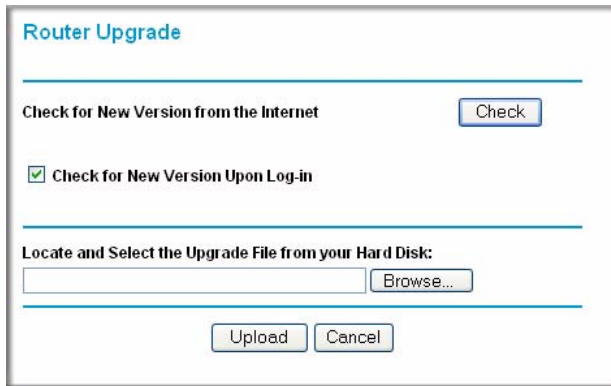 Router Upgrade
Check for New Version from the Internet Check
Check for New Version Upon Log-in
Locate and Select the Upgrade File from your Hard Disk:
Browse...
Upload Cancel